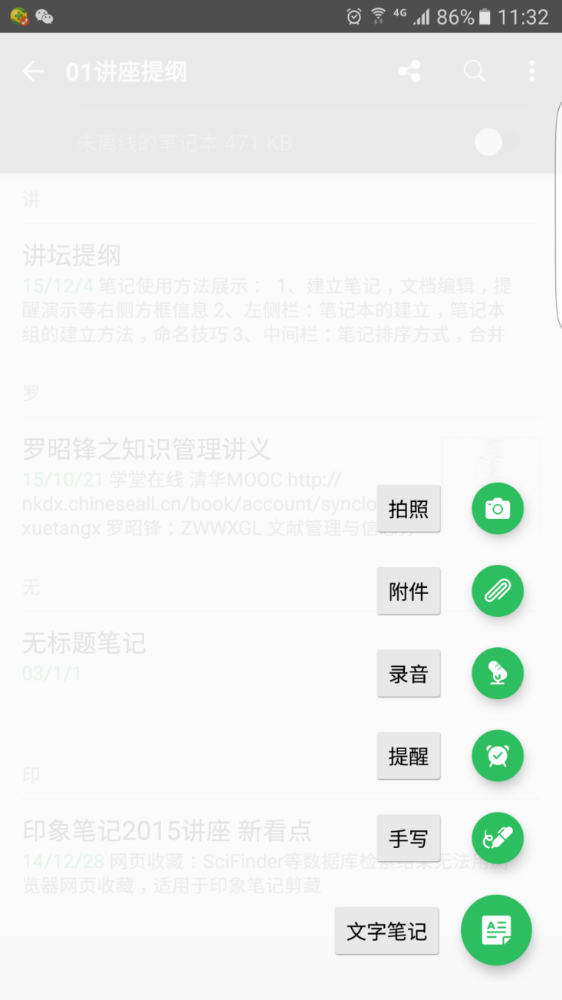 4G 86% 11:32
01讲座提纲
未离线的笔记本 471 KB
讲
讲坛提纲
15/12/4 笔记使用方法展示： 1、建立笔记，文档编辑，提
醒演示等右侧方框信息 2、左侧栏：笔记本的建立，笔记本
组的建立方法，命名技巧 3、中间栏：笔记排序方式，合并
罗
罗昭锋之知识管理讲义
15/10/21 学堂在线 清华MOOC http://
nkdx.chineseall.cn/book/account/synclo
拍照
xuetangx 罗昭锋：ZWWXGL 文献管理与信息
无
附件
无标题笔记
03/1/1
录音
提醒
印
印象笔记2015讲座 新看点
手写
14/12/28 网页收藏：SciFinder等数据库检索结果无法用浏
览器网页收藏，适用于印象笔记剪藏
文字笔记